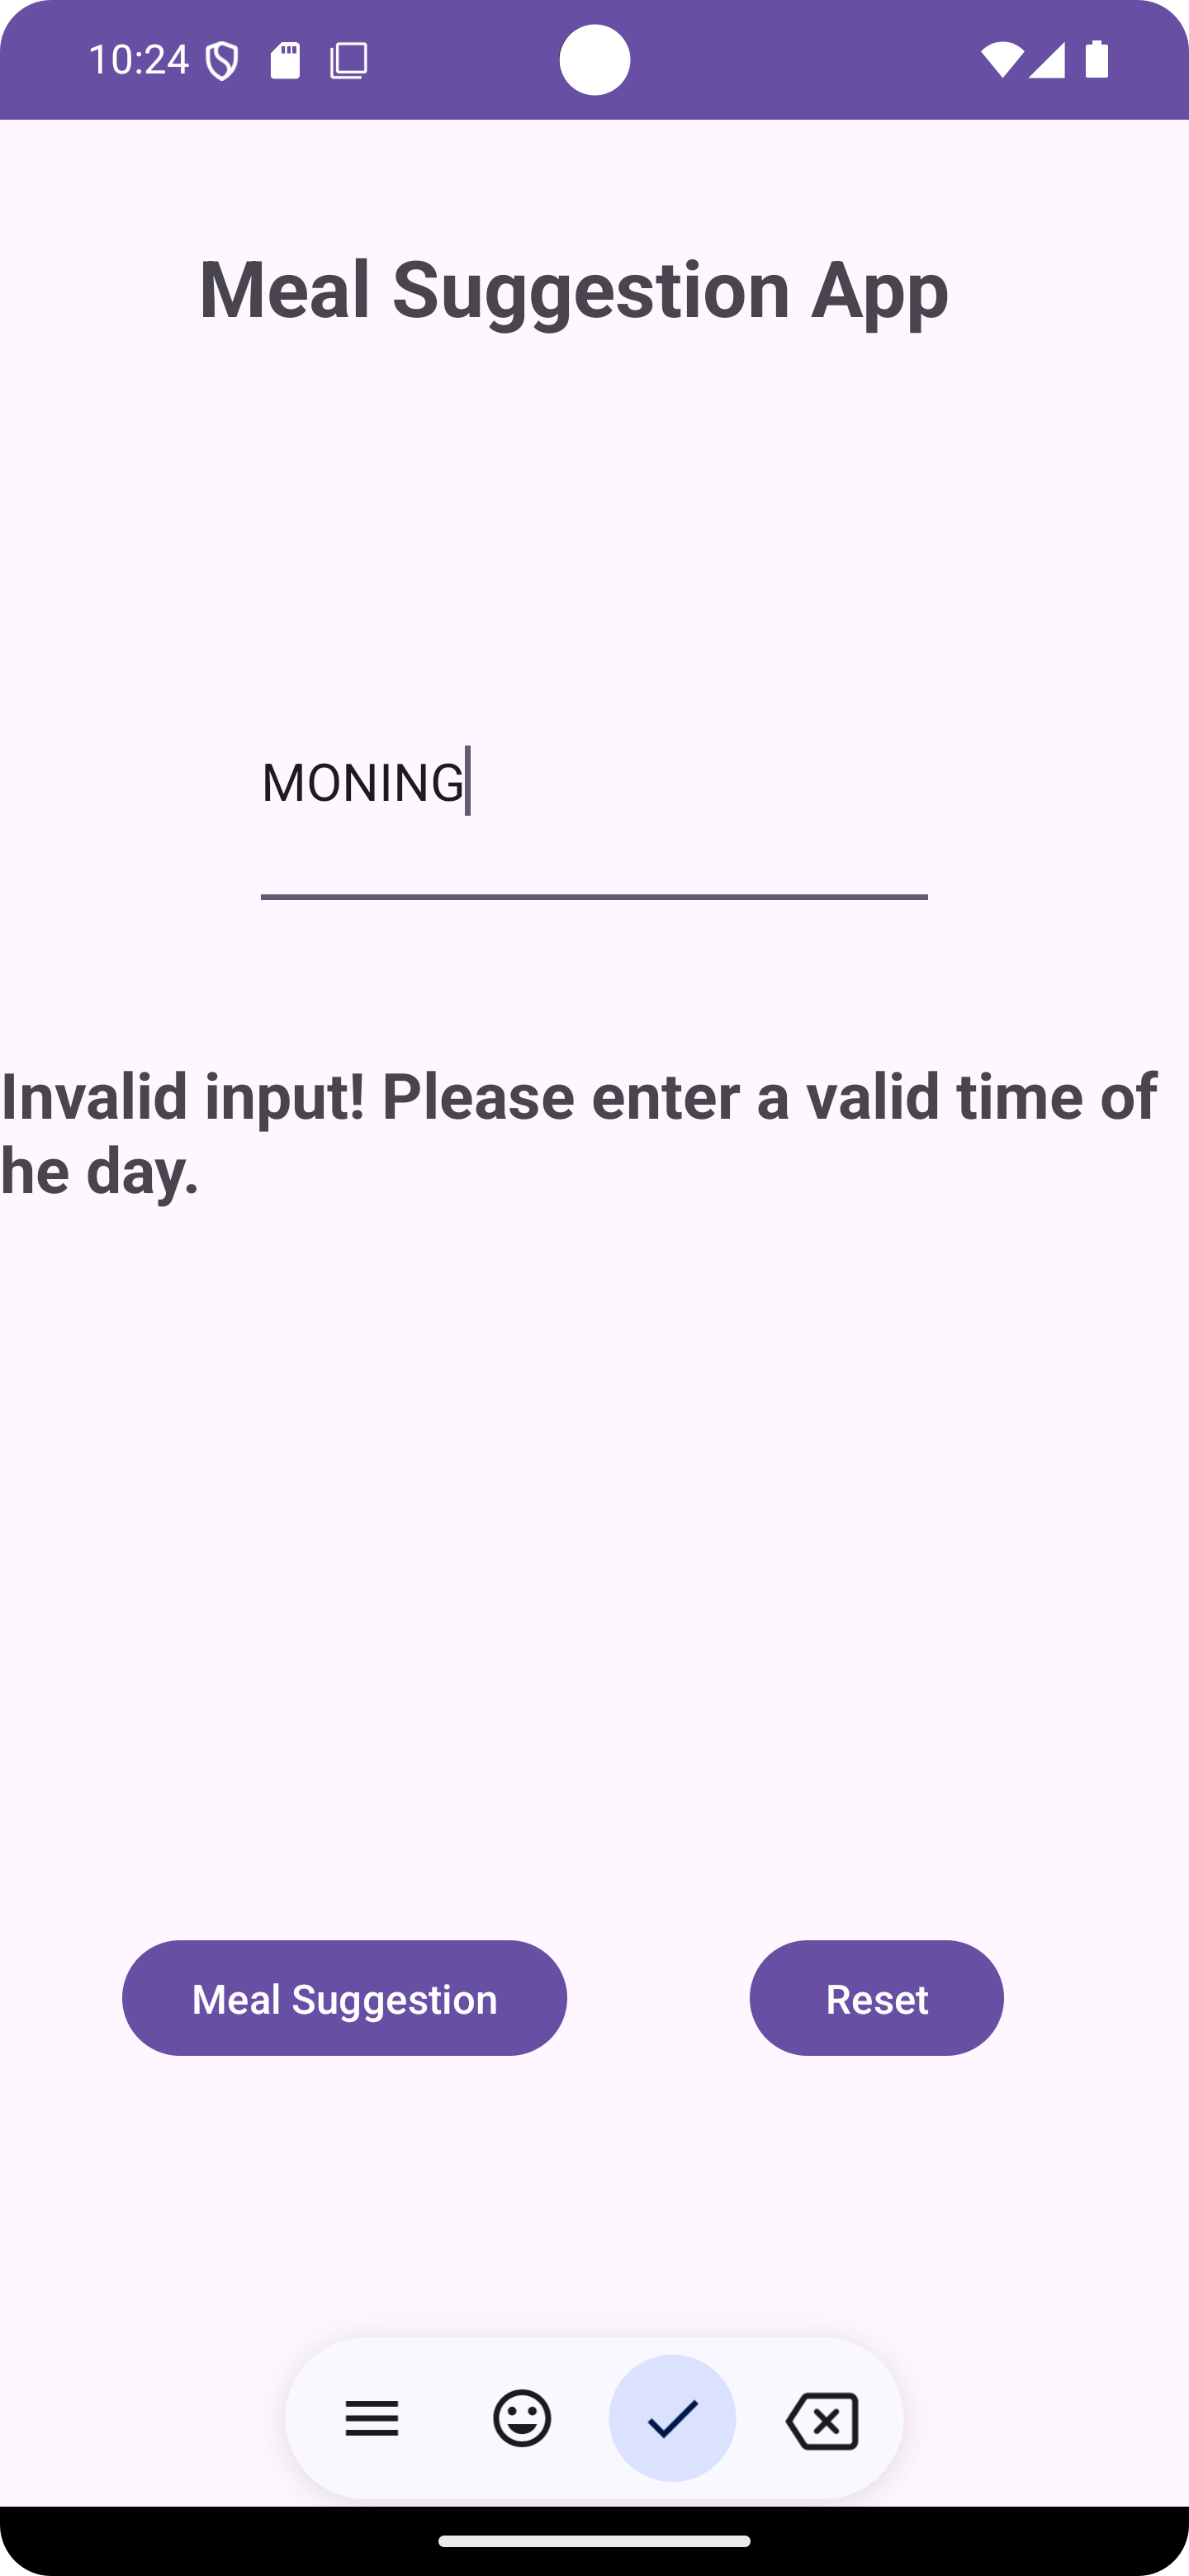 10:24
Meal Suggestion App
MONING
Invalid input! Please enter a valid time of
he day.
Meal Suggestion
Reset